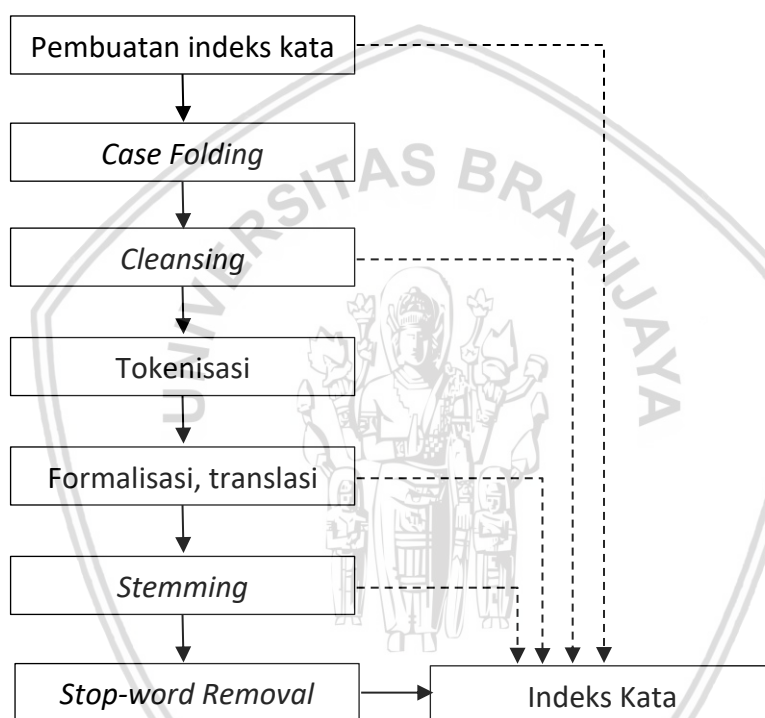 Pembuatan indeks kata
Case Folding
UNIVERSITAS BRAWIJAYA
Cleansing
Tokenisasi
Formalisasi, translasi
Stemming
Stop-word Removal
Indeks Kata